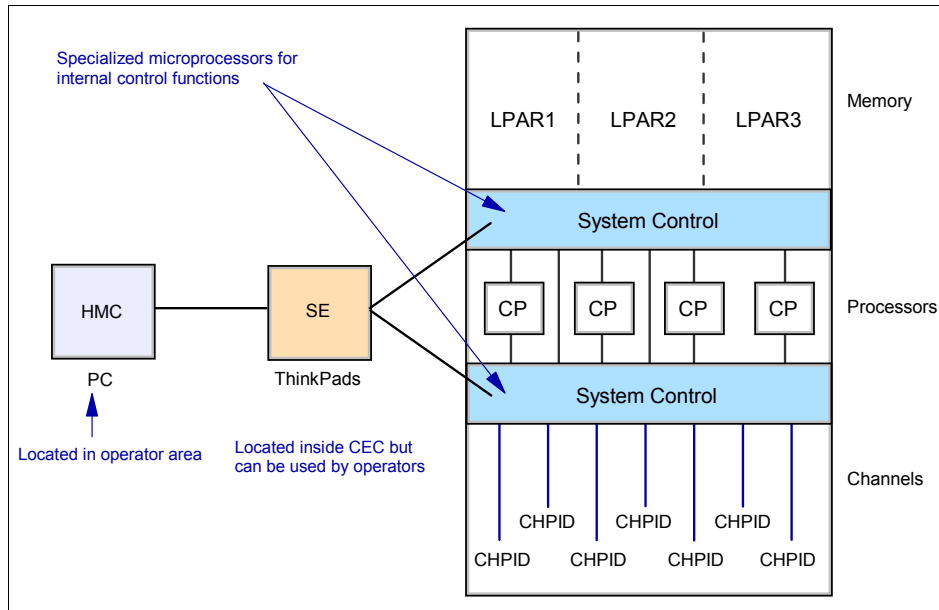 Specialized microprocessors for
internal control functions
LPAR1
LPAR2
LPAR3
Memory
System Control
HMC
SE
CP
CP
CP
CP
Processors
PC
ThinkPads
System Control
Located in operator area
Located inside CEC but
can be used by operators
Channels
CHPID
CHPID
CHPID
CHPID
CHPID
CHPID
CHPID